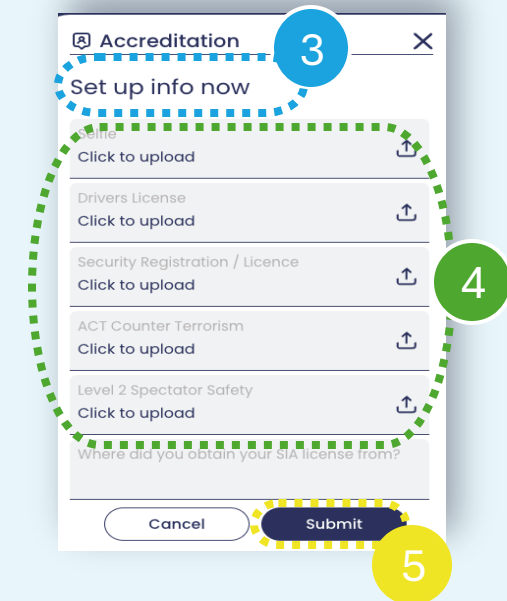 Accreditation
3
Set up info now
Selfie
Click to upload
Drivers License
Click to upload
Security Registration / Licence
Click to upload
4
ACT Counter Terrorism
Click to upload
Level 2 Spectator Safety
Click to upload
Where did you obtain your SIA license from?
Cancel
Submit
5